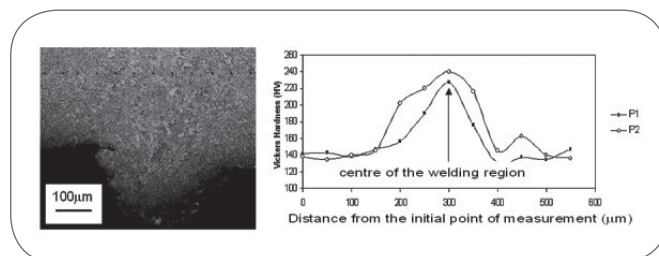 100μm
Vickers Hardness (HV)
260
240
220
200
180
160
140
120
100
centre of the welding region
0
100
200
300
400
500
600
Distance from the initial point of measurement (μm)
P1
P2